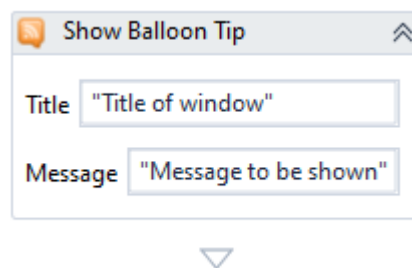 Show Balloon Tip
Title "Title of window"
Message "Message to be shown"